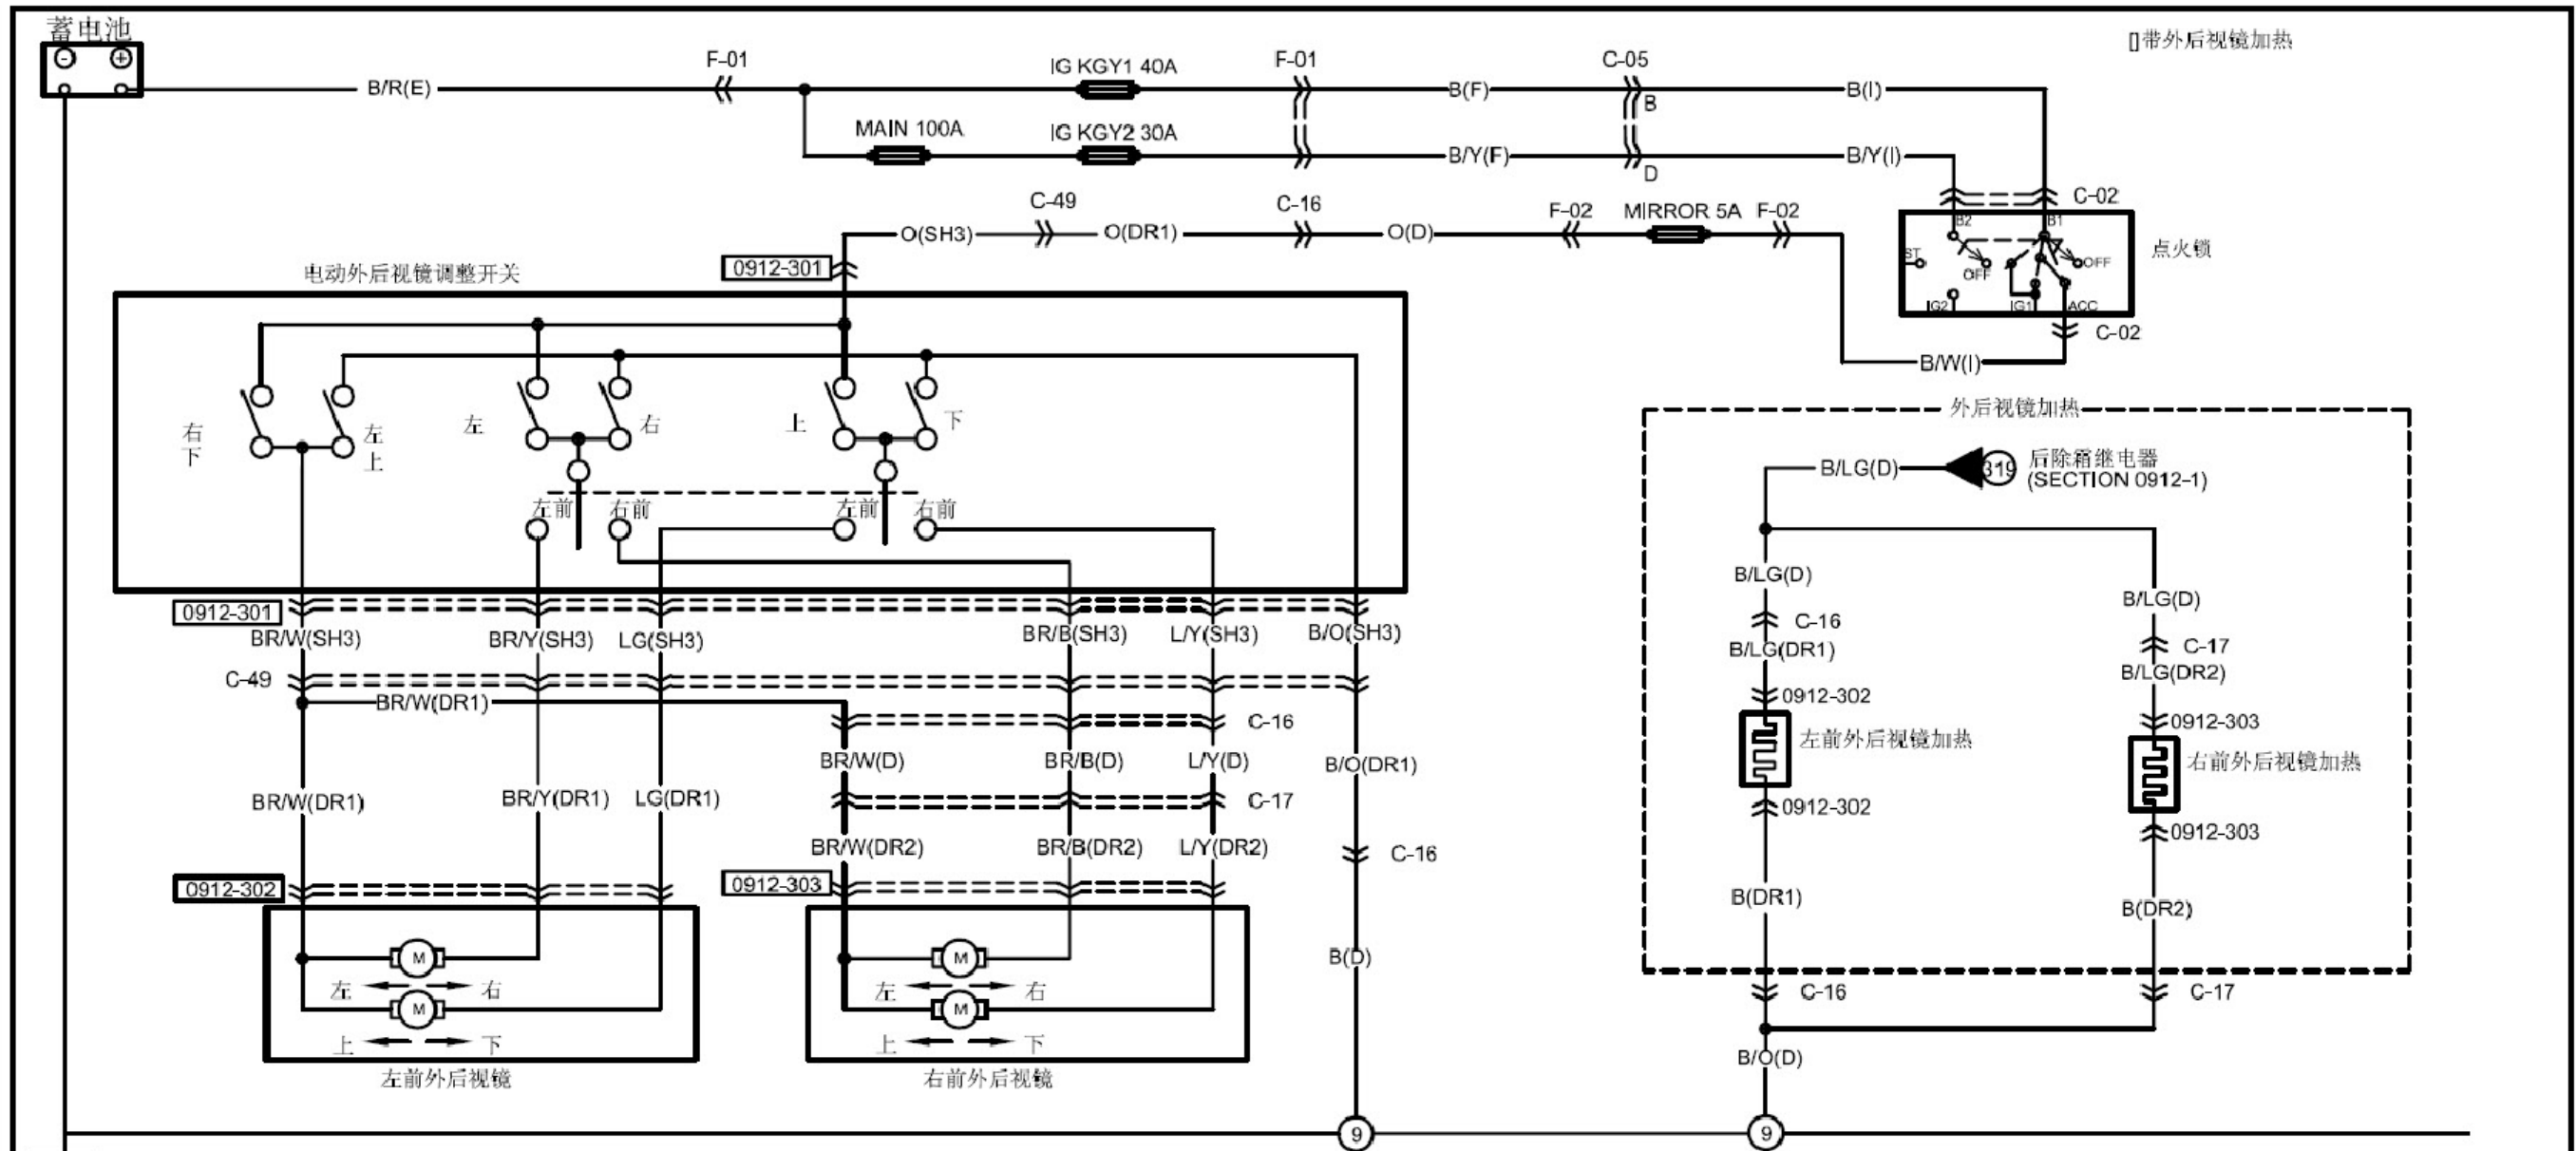 蓄电池
- +
[]带外后视镜加热
F-01
IG KGY1 40A
F-01
C-05
B/R(E)
B(F)
B
B(I)
MAIN 100A
IG KGY2 30A
B/Y(F)
D
B/Y(I)
C-02
C-49
C-16
F-02
MIRROR 5A
F-02
O(SH3)
O(DR1)
O(D)
B2
B1
ST
OFF
OFF
IG2
IG1
ACC
点火锁
C-02
B/W(I)
0912-301
电动外后视镜调整开关
右下
左上
左
右
上
下
左前
右前
左前
右前
外后视镜加热
B/LG(D)
319
后除箱继电器
(SECTION 0912-1)
0912-301
BR/W(SH3)
BR/Y(SH3)
LG(SH3)
BR/B(SH3)
L/Y(SH3)
B/O(SH3)
B/LG(D)
B/LG(D)
C-16
C-17
B/LG(DR1)
B/LG(DR2)
C-49
BR/W(DR1)
C-16
0912-302
0912-303
左前外后视镜加热
右前外后视镜加热
BR/W(D)
BR/B(D)
L/Y(D)
B/O(DR1)
BR/W(DR1)
BR/Y(DR1)
LG(DR1)
C-17
0912-302
0912-303
BR/W(DR2)
BR/B(DR2)
L/Y(DR2)
C-16
0912-302
0912-303
B(DR1)
B(DR2)
M
M
B(D)
左 右
左 右
M
M
上 下
上 下
C-16
C-17
左前外后视镜
右前外后视镜
B/O(D)
9
9